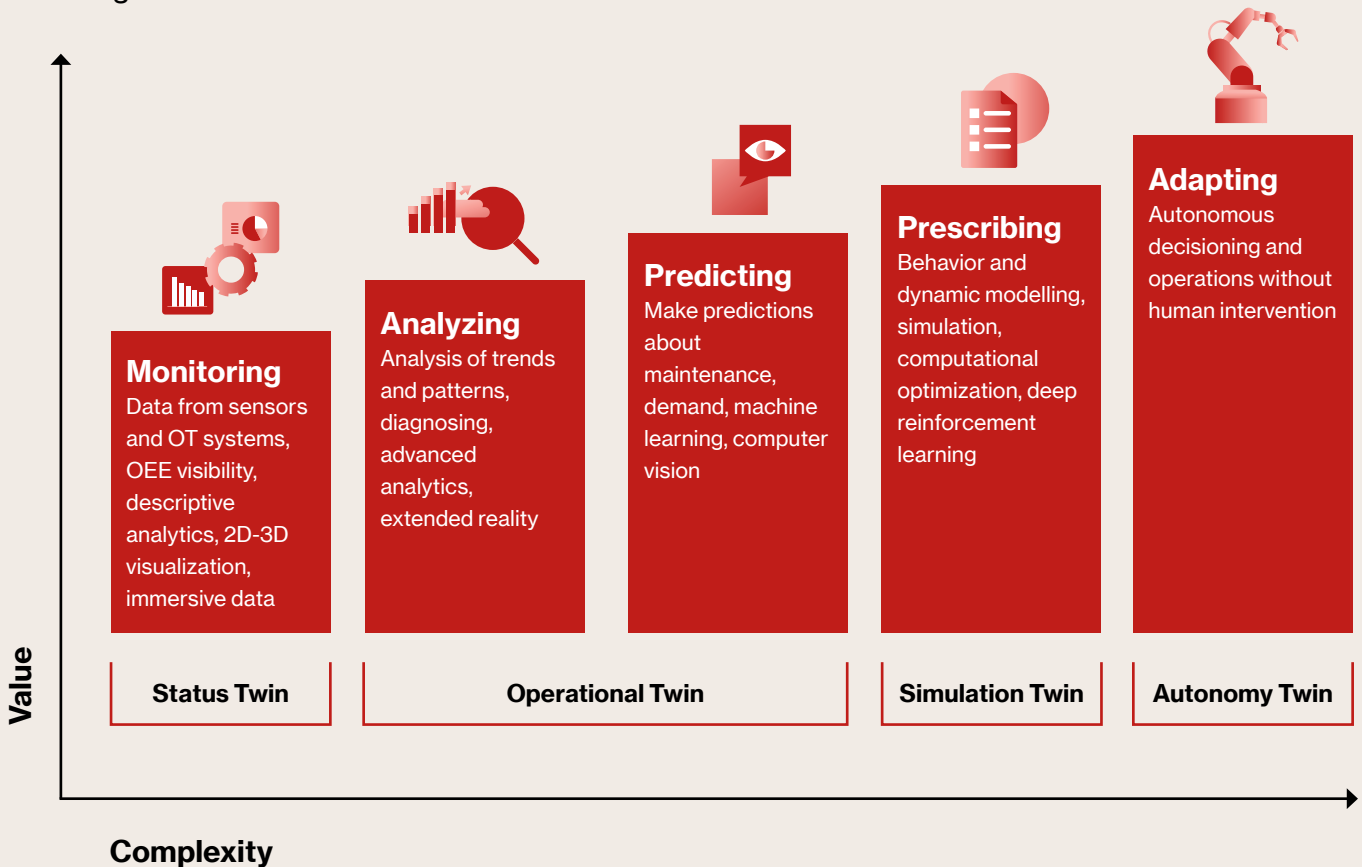 Monitoring
Data from sensors
and OT systems,
OEE visibility,
descriptive
analytics, 2D-3D
visualization,
immersive data
Analyzing
Analysis of trends
and patterns,
diagnosing,
advanced
analytics,
extended reality
Predicting
Make predictions
about
maintenance,
demand, machine
learning, computer
vision
Prescribing
Behavior and
dynamic modelling,
simulation,
computational
optimization, deep
reinforcement
learning
Adapting
Autonomous
decisioning and
operations without
human intervention
Status Twin
Operational Twin
Simulation Twin
Autonomy Twin
Value
Complexity